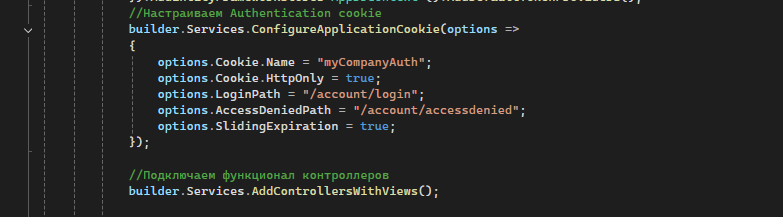 //Настраиваем Authentication cookie
builder.Services.ConfigureApplicationCookie(options =>
{
    options.Cookie.Name = "myCompanyAuth";
    options.Cookie.HttpOnly = true;
    options.LoginPath = "/account/login";
    options.AccessDeniedPath = "/account/accessdenied";
    options.SlidingExpiration = true;
});
//Подключаем функционал контроллеров
builder.Services.AddControllersWithViews();